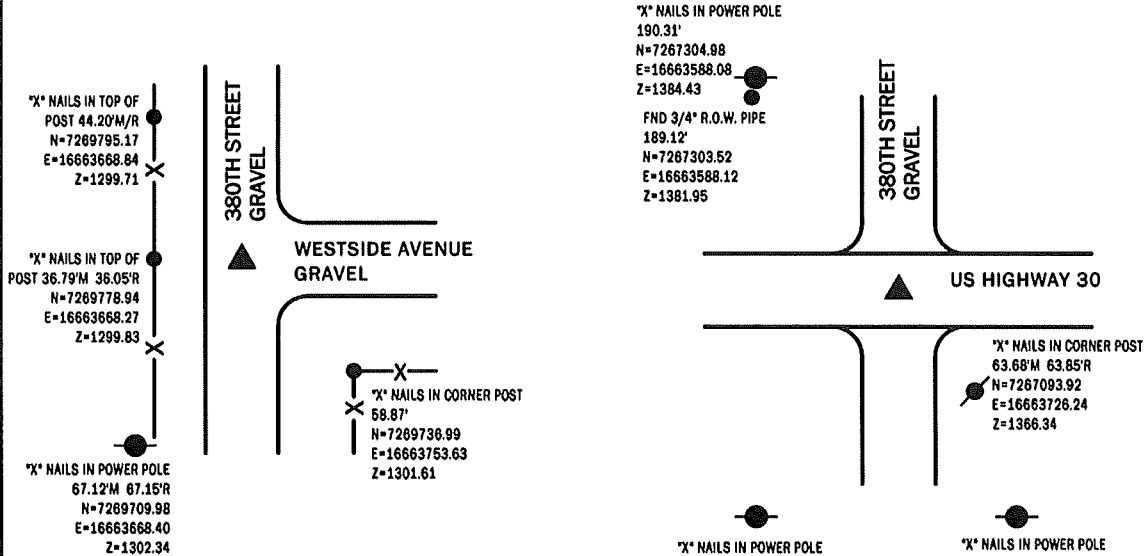 "X" NAILS IN TOP OF
POST 44.20'M/R
N=7269795.17
E=16663668.84
Z=1299.71
"X" NAILS IN TOP OF
POST 36.79'M 36.05'R
N=7269778.94
E=16663668.27
Z=1299.83
"X" NAILS IN POWER POLE
67.12'M 67.15'R
N=7269709.98
E=16663668.40
Z=1302.34
380TH STREET
GRAVEL
WESTSIDE AVENUE
GRAVEL
"X" NAILS IN CORNER POST
58.87'
N=7269736.99
E=16663753.63
Z=1301.61
"X" NAILS IN POWER POLE
190.31'
N=7267304.98
E=16663588.08
Z=1384.43
FND 3/4" R.O.W. PIPE
189.12'
N=7267303.52
E=16663588.12
Z=1381.95
380TH STREET
GRAVEL
US HIGHWAY 30
"X" NAILS IN CORNER POST
63.68'M 63.85'R
N=7267093.92
E=16663726.24
Z=1366.34
"X" NAILS IN POWER POLE
"X" NAILS IN POWER POLE